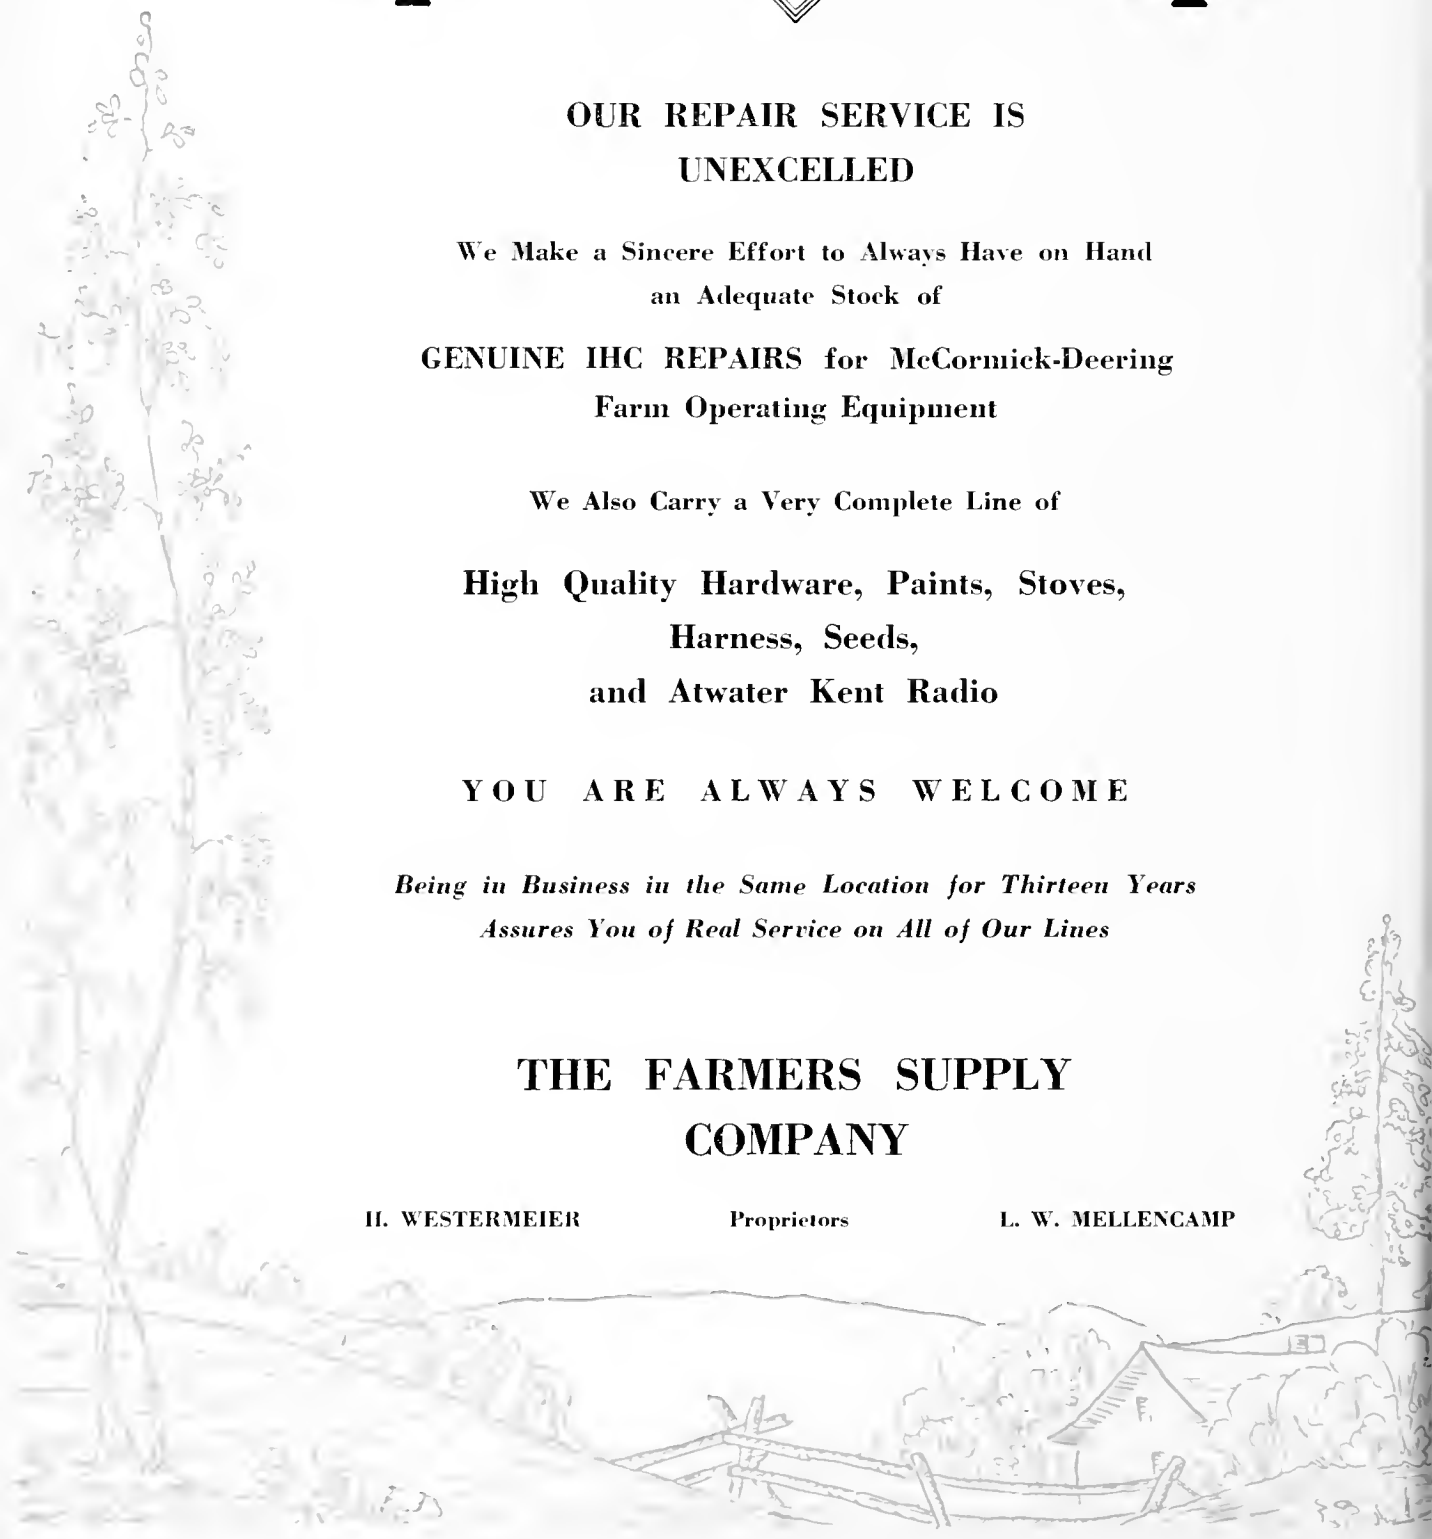 OUR REPAIR SERVICE IS
UNEXCELLED
We Make a Sincere Effort to Always Have on Hand
an Adequate Stock of
GENUINE IHC REPAIRS for McCormick-Deering
Farm Operating Equipment
We Also Carry a Very Complete Line of
High Quality Hardware, Paints, Stoves,
Harness, Seeds,
and Atwater Kent Radio
YOU ARE ALWAYS WELCOME
Being in Business in the Same Location for Thirteen Years
Assures You of Real Service on All of Our Lines
THE FARMERS SUPPLY
COMPANY
H. WESTERMEIER Proprietors L. W. MELLENCAMP